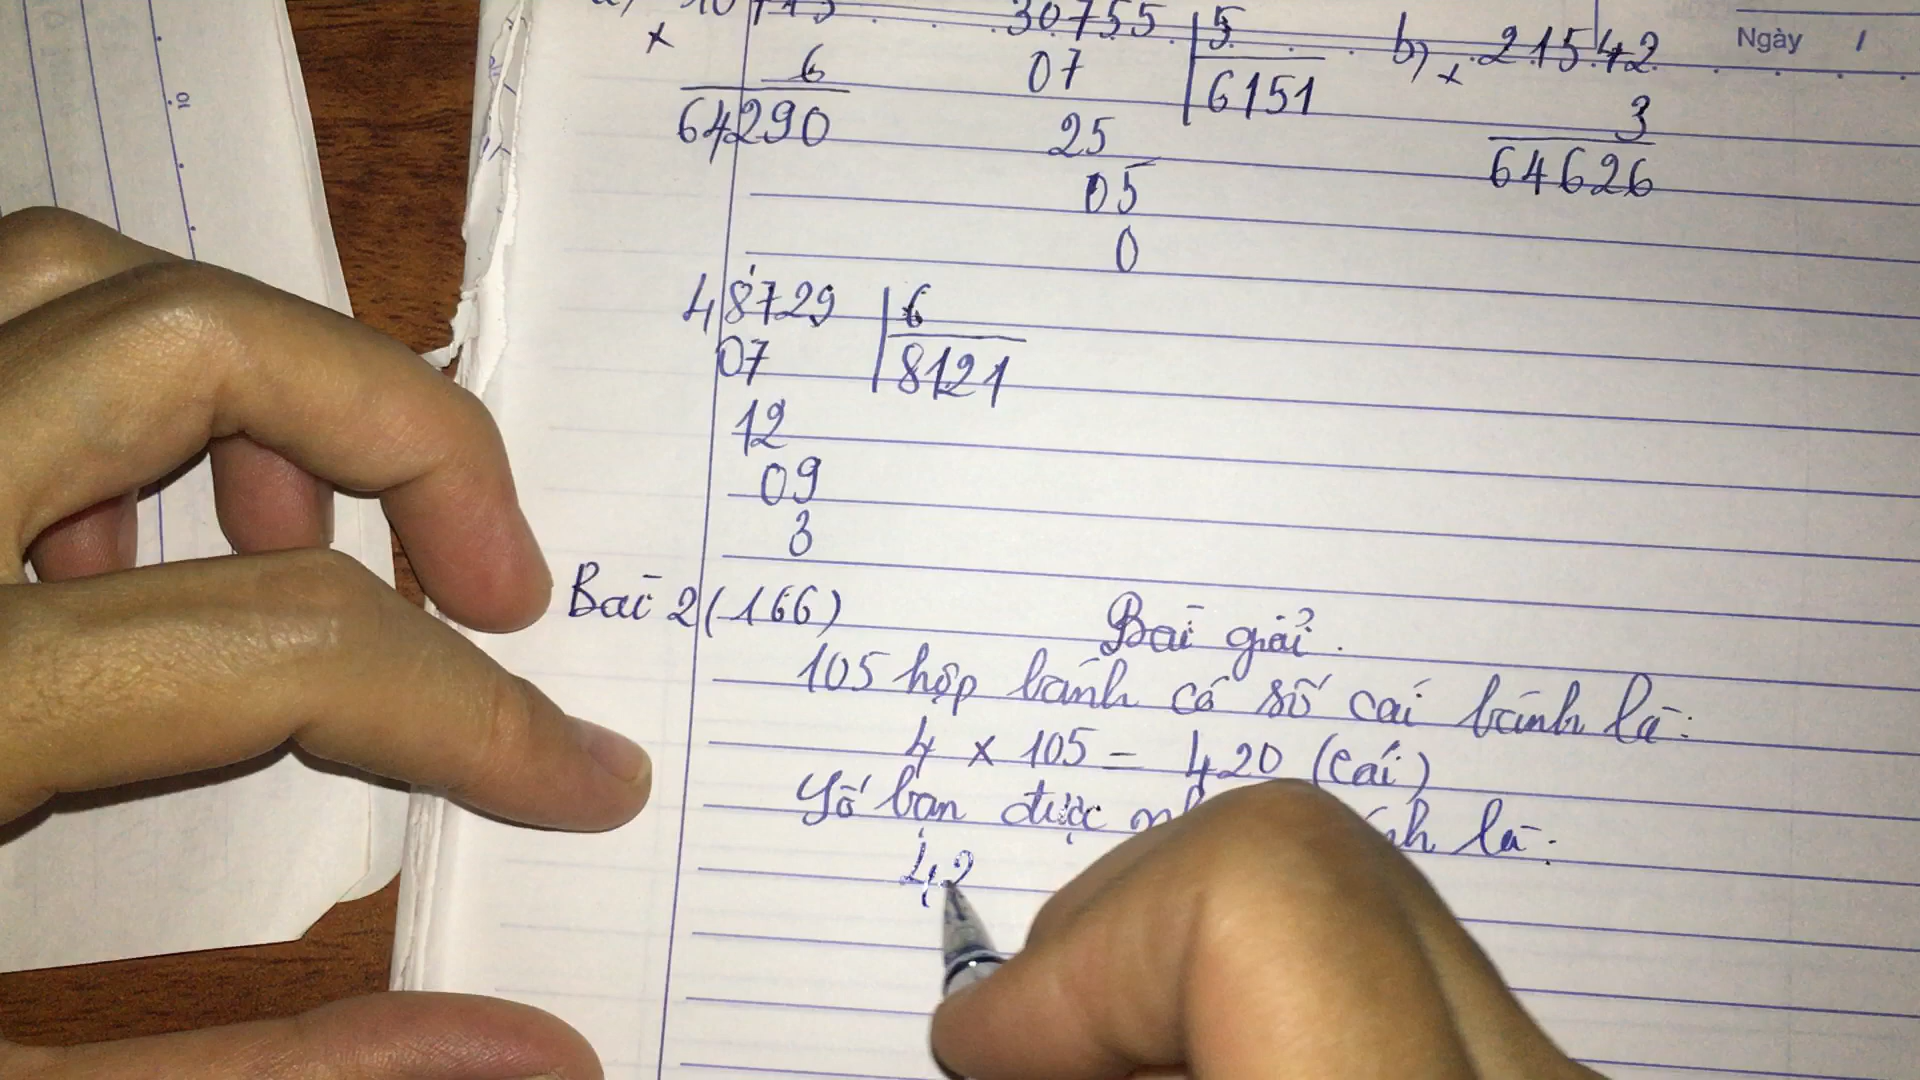 30755 5 b) 21542 Ngày 1
x 6 07 6151 x 3
64290 25 64626
05
0
48729 6
07 8121
12
09
3
Bài 2 (166) Bài giải.
105 hộp bánh có số cái bánh là:
4 x 105 = 420 (cái)
Số bạn được là:
42